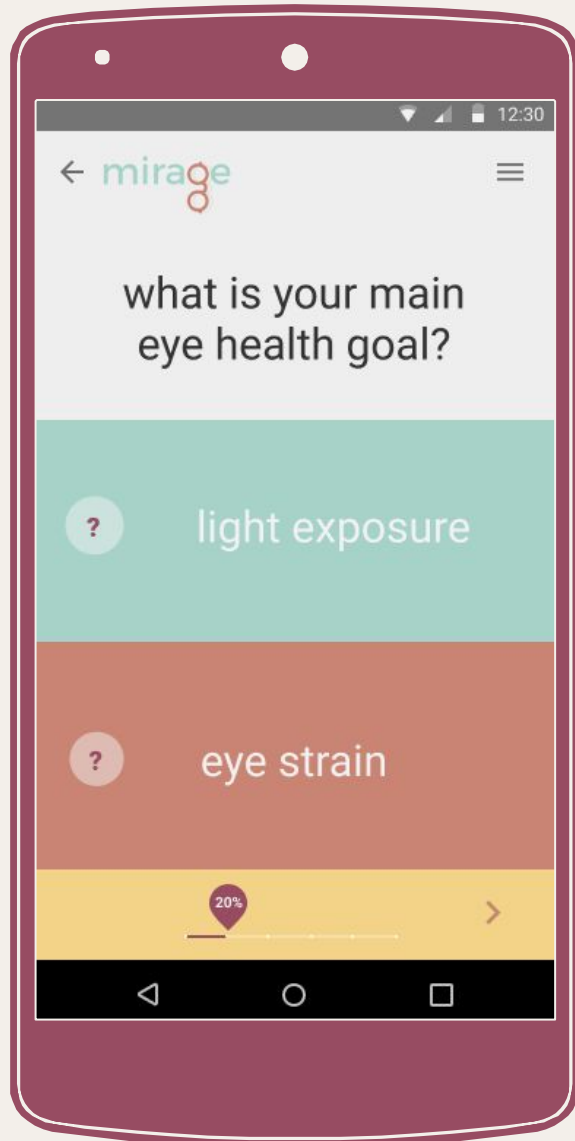 12:30
mirage
what is your main
eye health goal?
? light exposure
? eye strain
20%